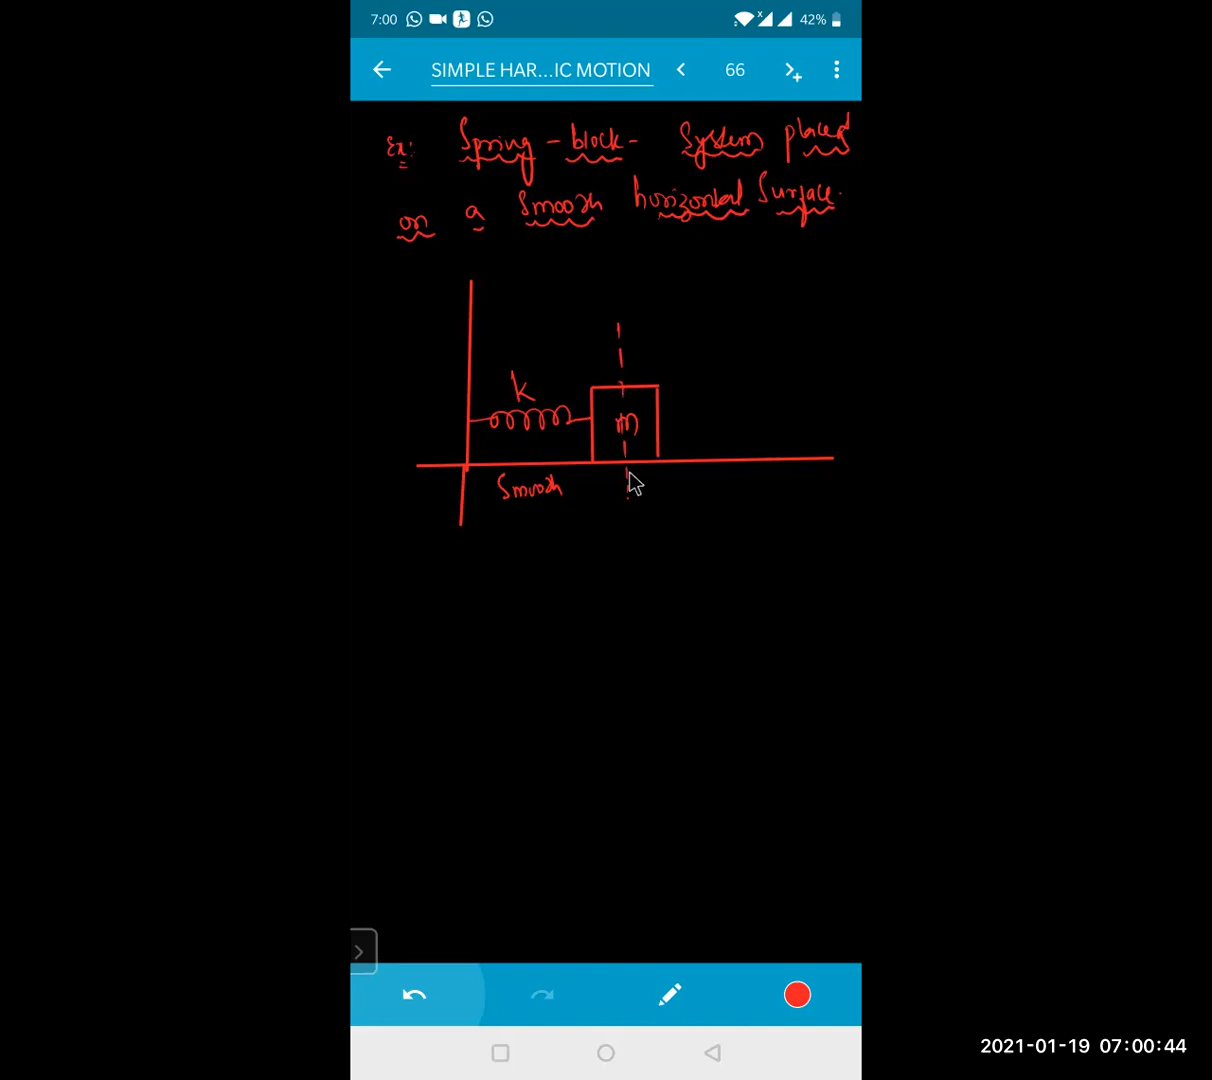 7:00 42%
SIMPLE HAR...IC MOTION 66
Ex: Spring-block- System placed
on a Smooth horizontal Surface.
k
m
Smooth
2021-01-19 07:00:44